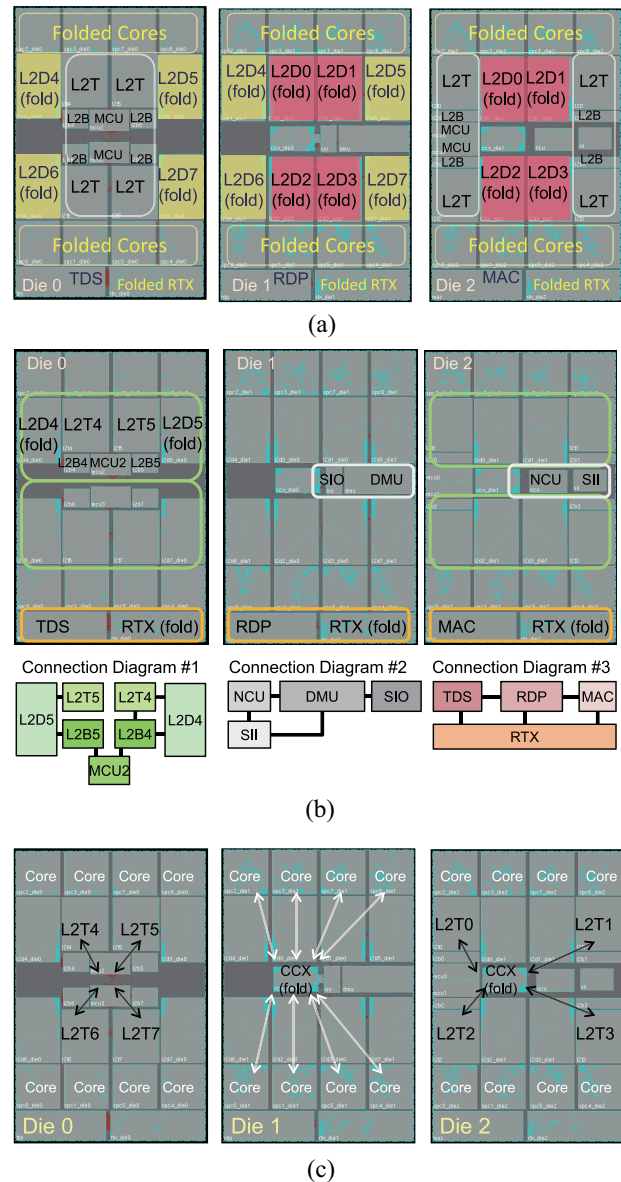 Folded Cores
Folded Cores
Folded Cores
L2D4 (fold)
L2T
L2T
L2D5 (fold)
L2B
MCU
L2B
L2B
MCU
L2B
L2D6 (fold)
L2T
L2T
L2D7 (fold)
Folded Cores
Die 0
TDS
Folded RTX
L2D4 (fold)
L2D0 (fold)
L2D1 (fold)
L2D5 (fold)
L2D6 (fold)
L2D2 (fold)
L2D3 (fold)
L2D7 (fold)
Folded Cores
Die 1
RDP
Folded RTX
L2T
L2D0 (fold)
L2D1 (fold)
L2T
L2B
MCU
MCU
L2B
L2B
L2B
L2T
L2D2 (fold)
L2D3 (fold)
L2T
Folded Cores
Die 2
MAC
Folded RTX
(a)
Die 0
L2D4 (fold)
L2T4
L2T5
L2D5 (fold)
L2B4
MCU2
L2B5
TDS
RTX (fold)
Die 1
SIO
DMU
RDP
RTX (fold)
Die 2
NCU
SII
MAC
RTX (fold)
Connection Diagram #1
L2D5
L2T5
L2T4
L2D4
L2B5
L2B4
MCU2
Connection Diagram #2
NCU
DMU
SIO
SII
Connection Diagram #3
TDS
RDP
MAC
RTX
(b)
Core Core Core Core
L2T4
L2T5
L2T6
L2T7
Core Core Core Core
Die 0
Core Core Core Core
CCX
(fold)
Core Core Core Core
Die 1
Core Core Core Core
L2T0
L2T1
CCX
(fold)
L2T2
L2T3
Core Core Core Core
Die 2
(c)